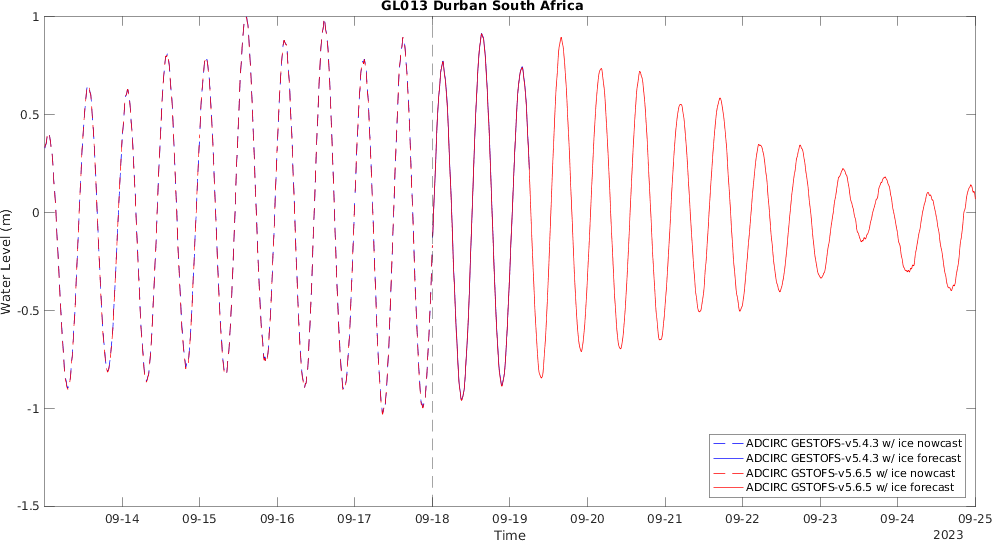 GL013 Durban South Africa
1
0.5
0
-0.5
-1
-1.5
Water Level (m)
ADCIRC GESTOFS-v5.4.3 w/ ice nowcast
ADCIRC GESTOFS-v5.4.3 w/ ice forecast
ADCIRC GSTOFS-v5.6.5 w/ ice nowcast
ADCIRC GSTOFS-v5.6.5 w/ ice forecast
09-14 09-15 09-16 09-17 09-18 09-19 09-20 09-21 09-22 09-23 09-24 09-25
Time
2023